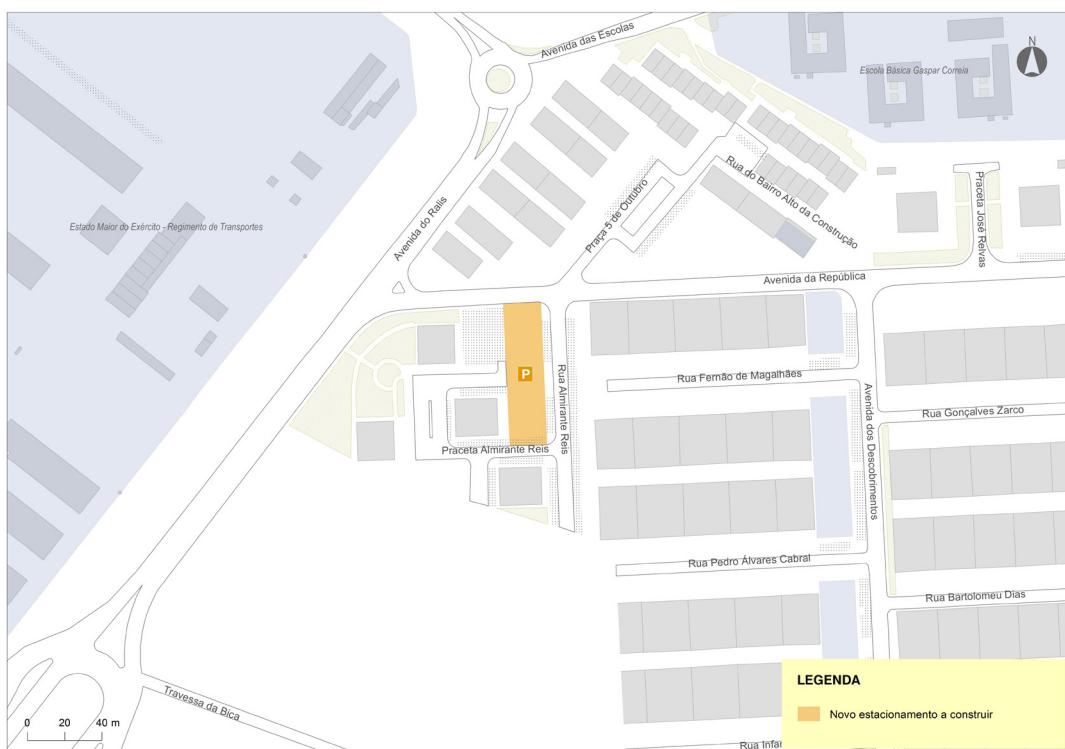 Avenida das Escolas
N
Escola Básica Gaspar Correia
Rua do Bairro Alto da Construção
Praça 5 de Outubro
Avenida do Ralis
Estado Maior do Exército - Regimento de Transportes
Praceta José Relvas
Avenida da República
P
Rua Almirante Reis
Rua Fernão de Magalhães
Avenida dos Descobrimentos
Rua Gonçalves Zarco
Praceta Almirante Reis
Rua Pedro Álvares Cabral
Rua Bartolomeu Dias
Travessa da Bica
0 20 40 m
LEGENDA
Novo estacionamento a construir
Rua Infan